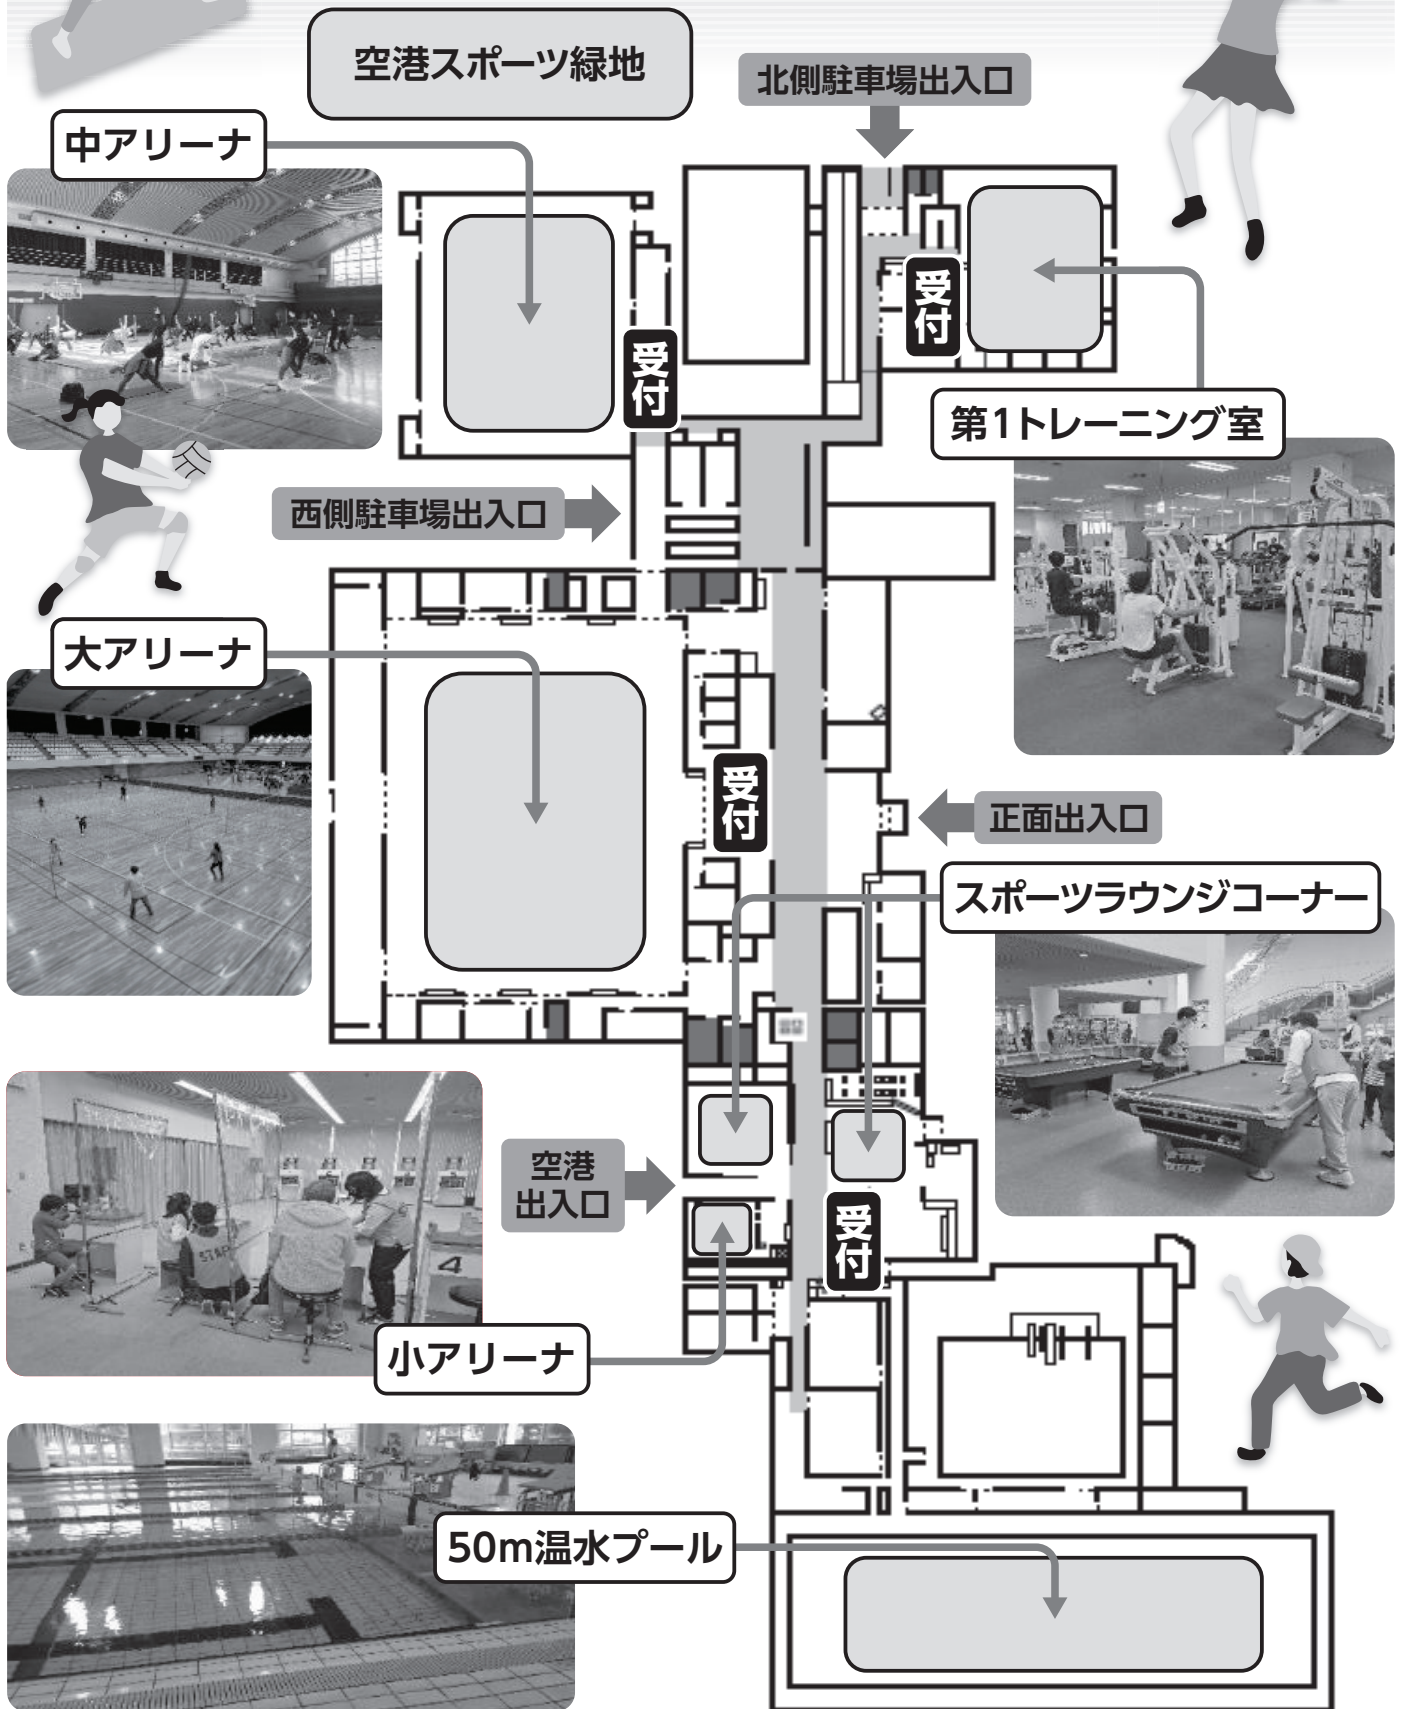 空港スポーツ緑地
北側駐車場出入口
中アリーナ
受付
受付
第1トレーニング室
西側駐車場出入口
大アリーナ
受付
正面出入口
スポーツラウンジコーナー
空港
出入口
受付
4
小アリーナ
50m温水プール